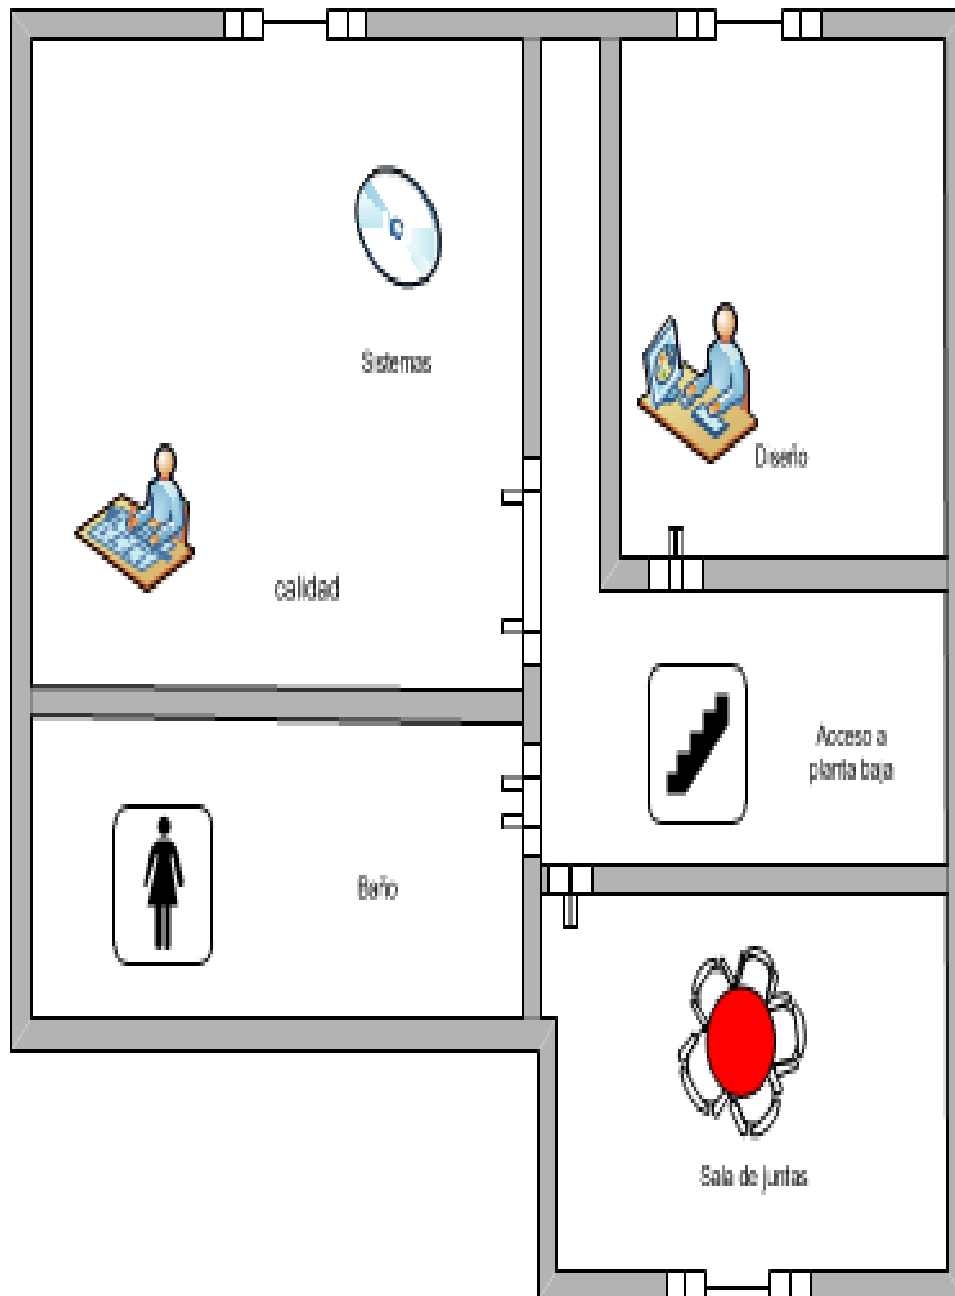 Sistemas
Diseño
calidad
Acceso a
planta baja
Baño
Sala de juntas